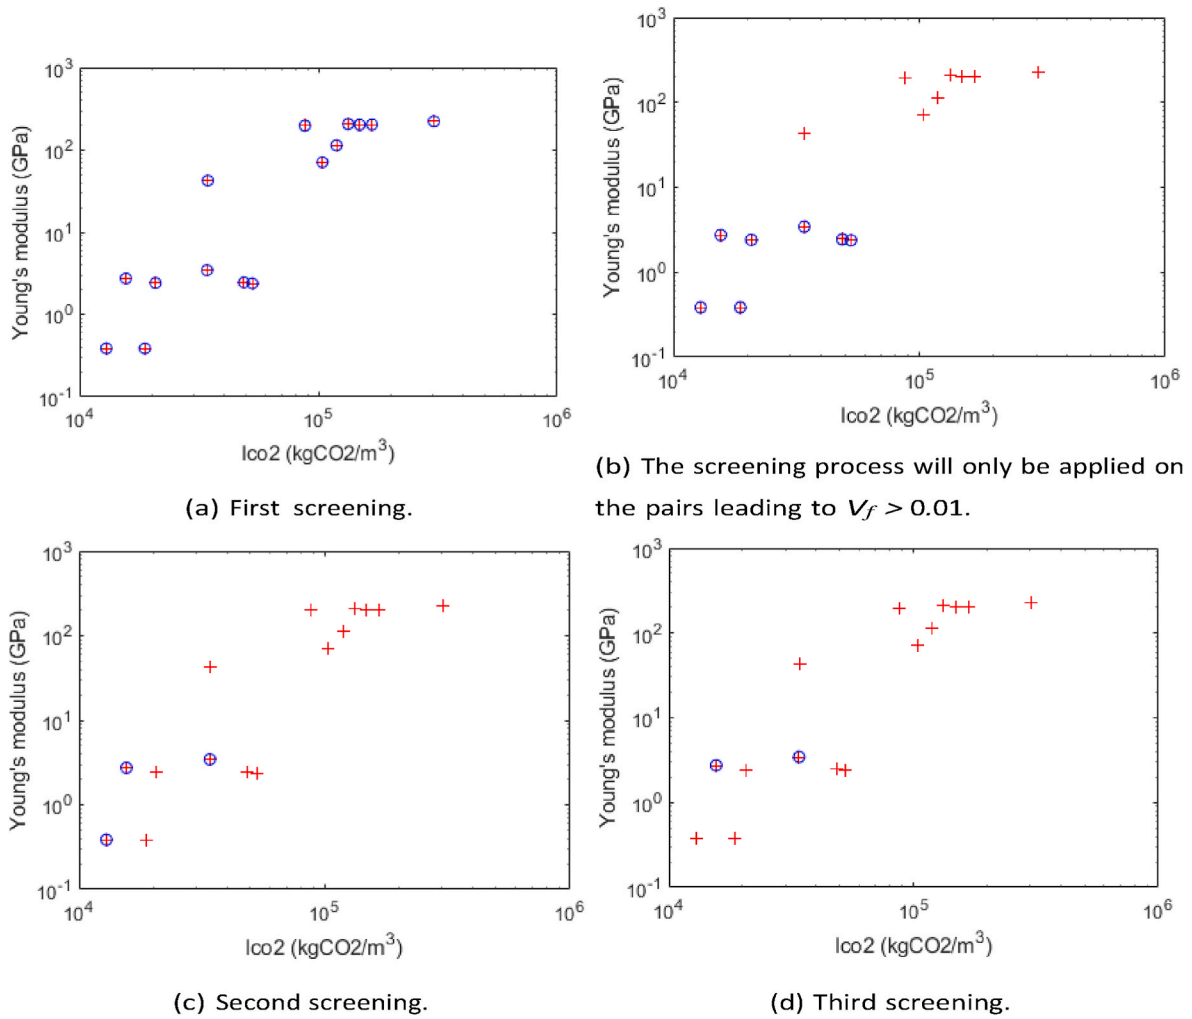 10^3
10^2
10^1
10^0
10^-1
Young's modulus (GPa)
10^4 10^5 10^6
Ico2 (kgCO2/m^3)
(a) First screening.
10^3
10^2
10^1
10^0
10^-1
Young's modulus (GPa)
10^4 10^5 10^6
Ico2 (kgCO2/m^3)
(b) The screening process will only be applied on
the pairs leading to V_f > 0.01.
10^3
10^2
10^1
10^0
10^-1
Young's modulus (GPa)
10^4 10^5 10^6
Ico2 (kgCO2/m^3)
(c) Second screening.
10^3
10^2
10^1
10^0
10^-1
Young's modulus (GPa)
10^4 10^5 10^6
Ico2 (kgCO2/m^3)
(d) Third screening.